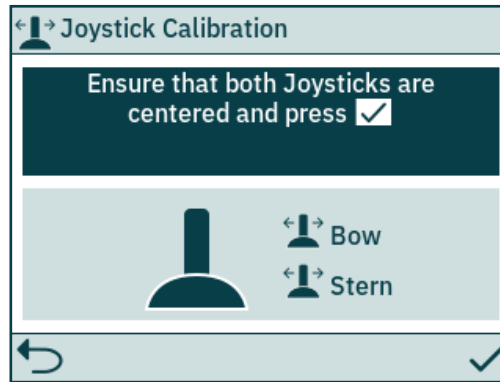 Joystick Calibration
Ensure that both Joysticks are
centered and press
Bow
Stern